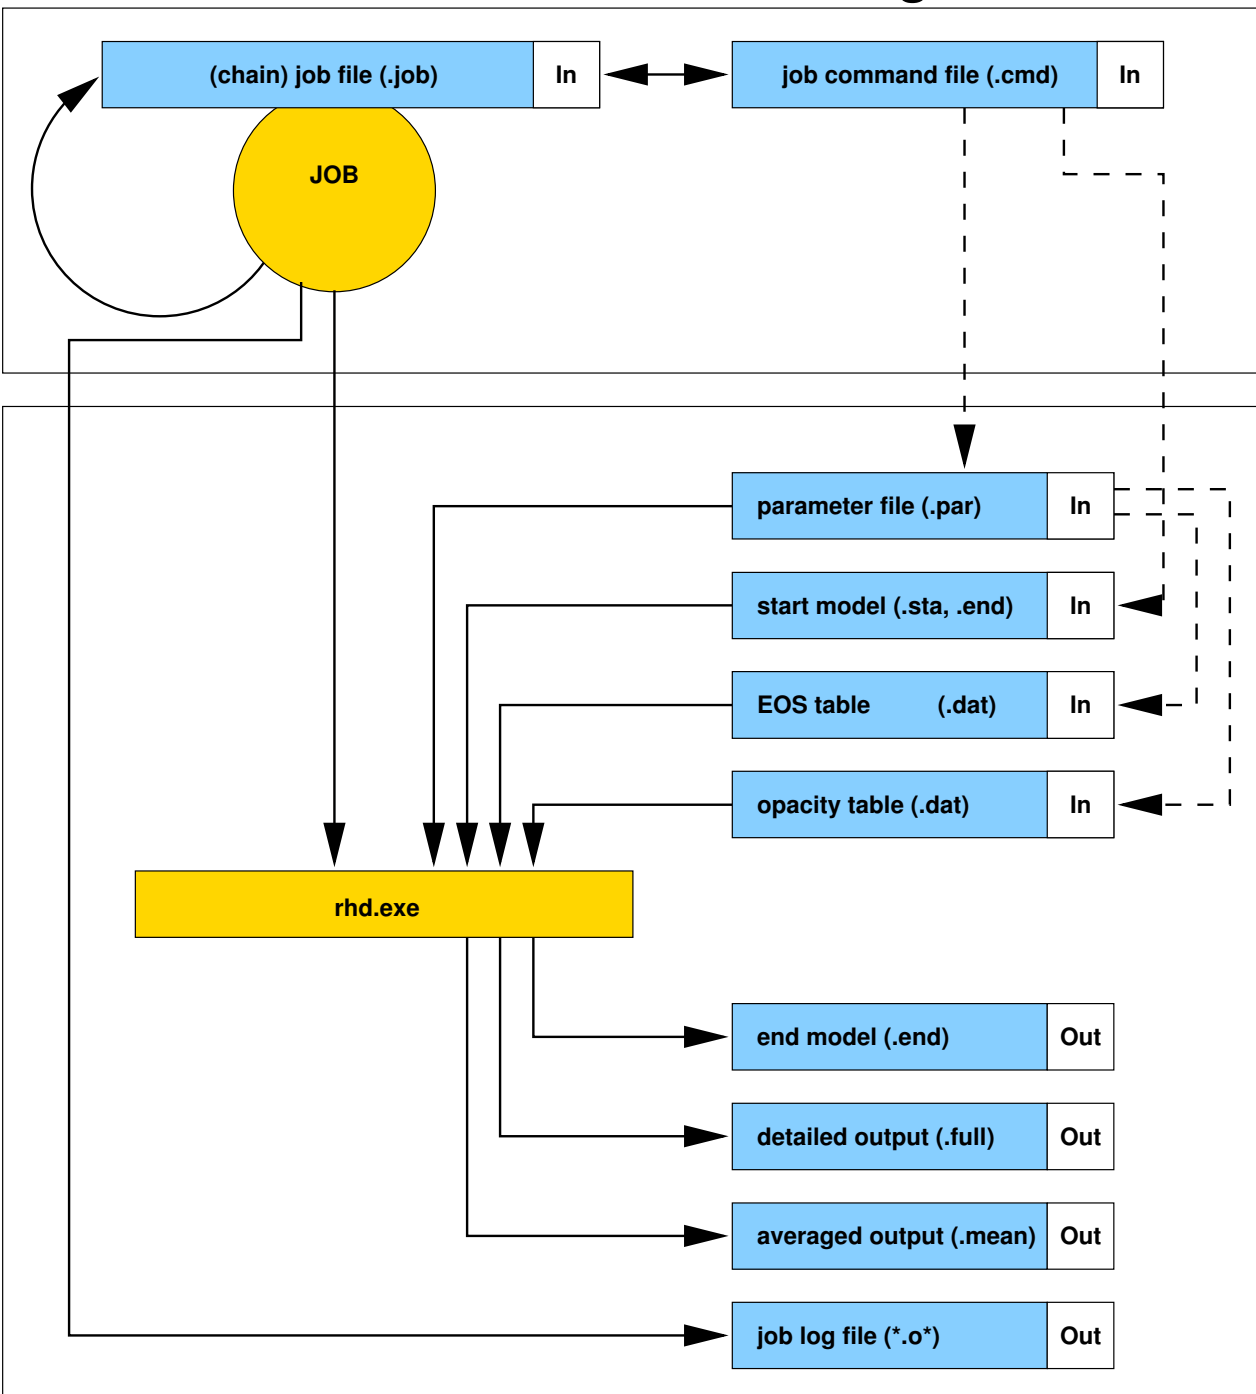 (chain) job file (.job) In
job command file (.cmd) In
JOB
parameter file (.par) In
start model (.sta, .end) In
EOS table (.dat) In
opacity table (.dat) In
rhd.exe
end model (.end) Out
detailed output (.full) Out
averaged output (.mean) Out
job log file (*.o*) Out